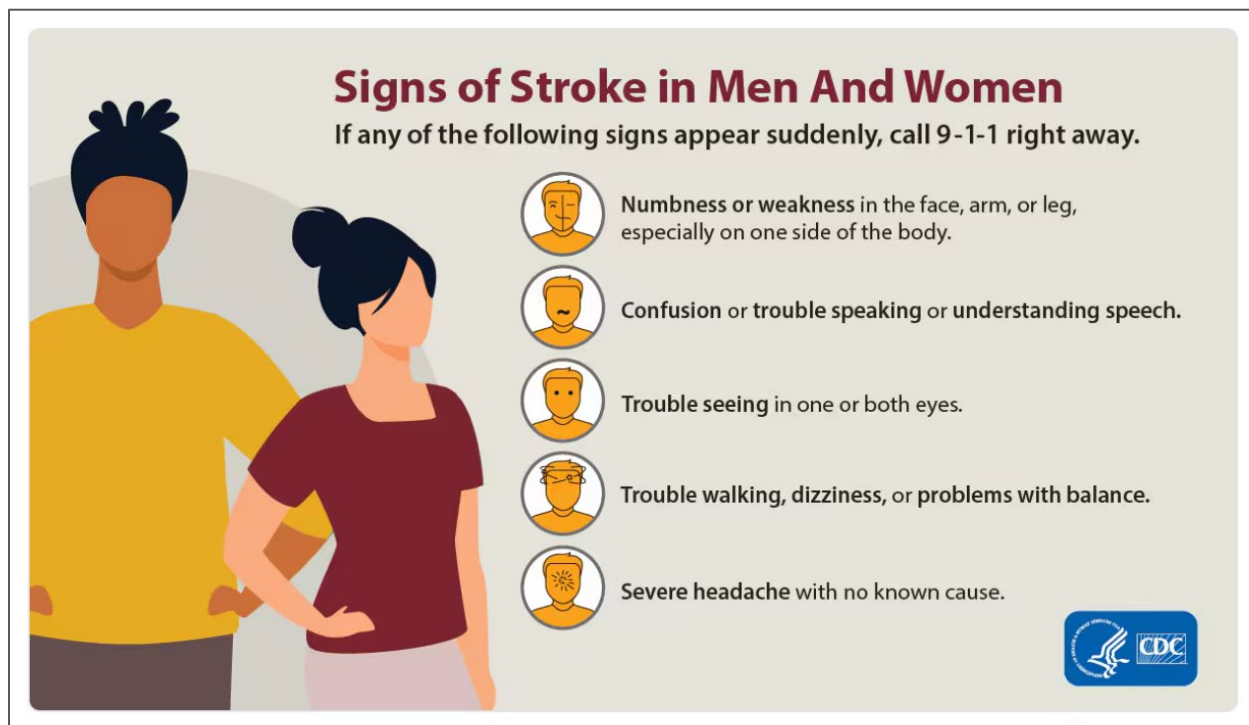 Signs of Stroke in Men And Women
If any of the following signs appear suddenly, call 9-1-1 right away.
Numbness or weakness in the face, arm, or leg,
especially on one side of the body.
Confusion or trouble speaking or understanding speech.
Trouble seeing in one or both eyes.
Trouble walking, dizziness, or problems with balance.
Severe headache with no known cause.
CDC